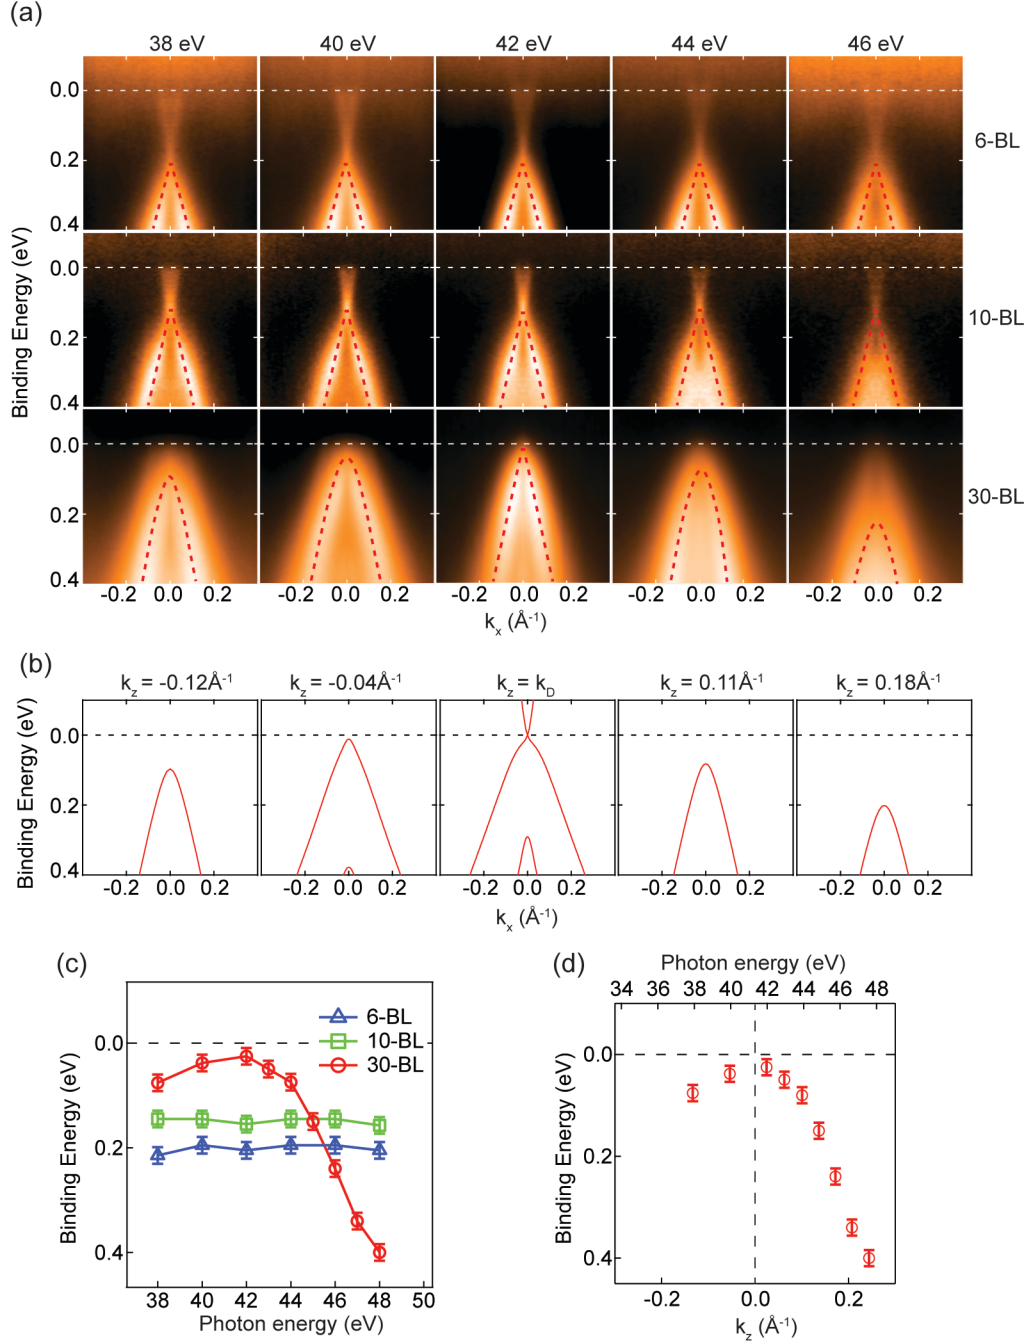 (a)
38 eV 40 eV 42 eV 44 eV 46 eV
0.0
0.2
0.4
6-BL
0.0
0.2
0.4
10-BL
0.0
0.2
0.4
30-BL
Binding Energy (eV)
-0.2 0.0 0.2 -0.2 0.0 0.2 -0.2 0.0 0.2 -0.2 0.0 0.2 -0.2 0.0 0.2
kx (Å-1)
(b)
kz = -0.12Å-1 kz = -0.04Å-1 kz = kD kz = 0.11Å-1 kz = 0.18Å-1
0.0
0.2
0.4
Binding Energy (eV)
-0.2 0.0 0.2 -0.2 0.0 0.2 -0.2 0.0 0.2 -0.2 0.0 0.2 -0.2 0.0 0.2
kx (Å-1)
(c)
6-BL
10-BL
30-BL
0.0
0.2
0.4
Binding Energy (eV)
38 40 42 44 46 48 50
Photon energy (eV)
(d)
Photon energy (eV)
34 36 38 40 42 44 46 48
0.0
0.2
0.4
Binding Energy (eV)
-0.2 0.0 0.2
kz (Å-1)